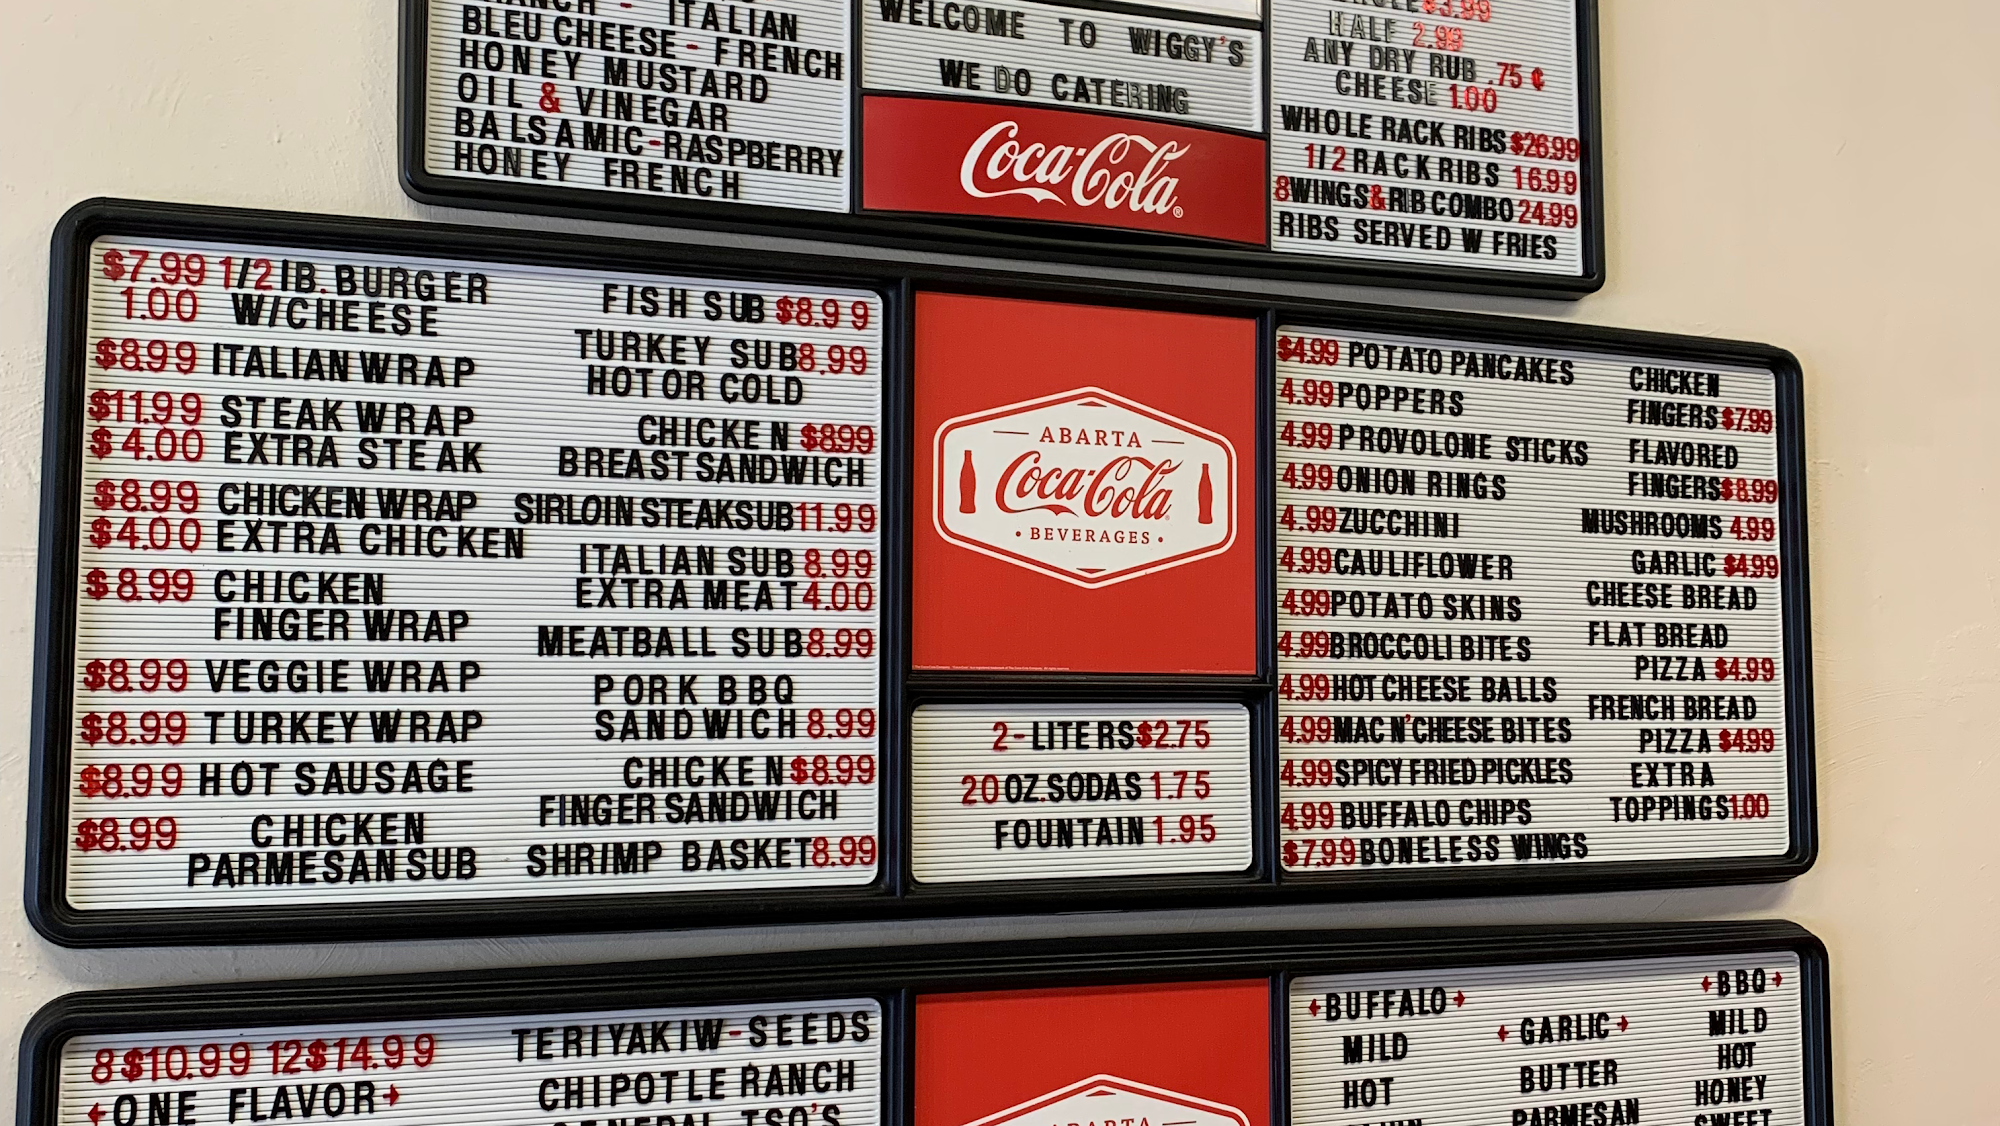 ITALIAN
BLEU CHEESE - FRENCH
HONEY MUSTARD
OIL & VINEGAR
BALSAMIC-RASPBERRY
HONEY FRENCH
WELCOME TO WIGGY'S
WE DO CATERING
Coca-Cola®
$3.99
HALF 2.99
ANY DRY RUB .75 ¢
CHEESE 1.00
WHOLE RACK RIBS $26.99
1/2 RACK RIBS 16.99
8 WINGS & RIB COMBO 24.99
RIBS SERVED W FRIES
$7.99 1/2 IB. BURGER
1.00 W/CHEESE
$8.99 ITALIAN WRAP
$11.99 STEAK WRAP
$4.00 EXTRA STEAK
$8.99 CHICKEN WRAP
$4.00 EXTRA CHICKEN
$8.99 CHICKEN
FINGER WRAP
$8.99 VEGGIE WRAP
$8.99 TURKEY WRAP
$8.99 HOT SAUSAGE
$8.99 CHICKEN
PARMESAN SUB
FISH SUB $8.99
TURKEY SUB 8.99
HOT OR COLD
CHICKEN $8.99
BREAST SANDWICH
SIRLOIN STEAK SUB 11.99
ITALIAN SUB 8.99
EXTRA MEAT 4.00
MEATBALL SUB 8.99
PORK BBQ
SANDWICH 8.99
CHICKEN $8.99
FINGER SANDWICH
SHRIMP BASKET 8.99
ABARTA
Coca-Cola
BEVERAGES
2-LITERS $2.75
20 OZ. SODAS 1.75
FOUNTAIN 1.95
$4.99 POTATO PANCAKES
4.99 POPPERS
4.99 PROVOLONE STICKS
4.99 ONION RINGS
4.99 ZUCCHINI
4.99 CAULIFLOWER
4.99 POTATO SKINS
4.99 BROCCOLI BITES
4.99 HOT CHEESE BALLS
4.99 MAC N' CHEESE BITES
4.99 SPICY FRIED PICKLES
4.99 BUFFALO CHIPS
$7.99 BONELESS WINGS
CHICKEN
FINGERS $7.99
FLAVORED
FINGERS $8.99
MUSHROOMS 4.99
GARLIC $4.99
CHEESE BREAD
FLAT BREAD
PIZZA $4.99
FRENCH BREAD
PIZZA $4.99
EXTRA
TOPPINGS 1.00
8 $10.99 12 $14.99
ONE FLAVOR
TERIYAKI W-SEEDS
CHIPOTLE RANCH
GENERAL TSO'S
ABARTA
BUFFALO
MILD
HOT
GARLIC
BUTTER
PARMESAN
BBQ
MILD
HOT
HONEY
SWEET